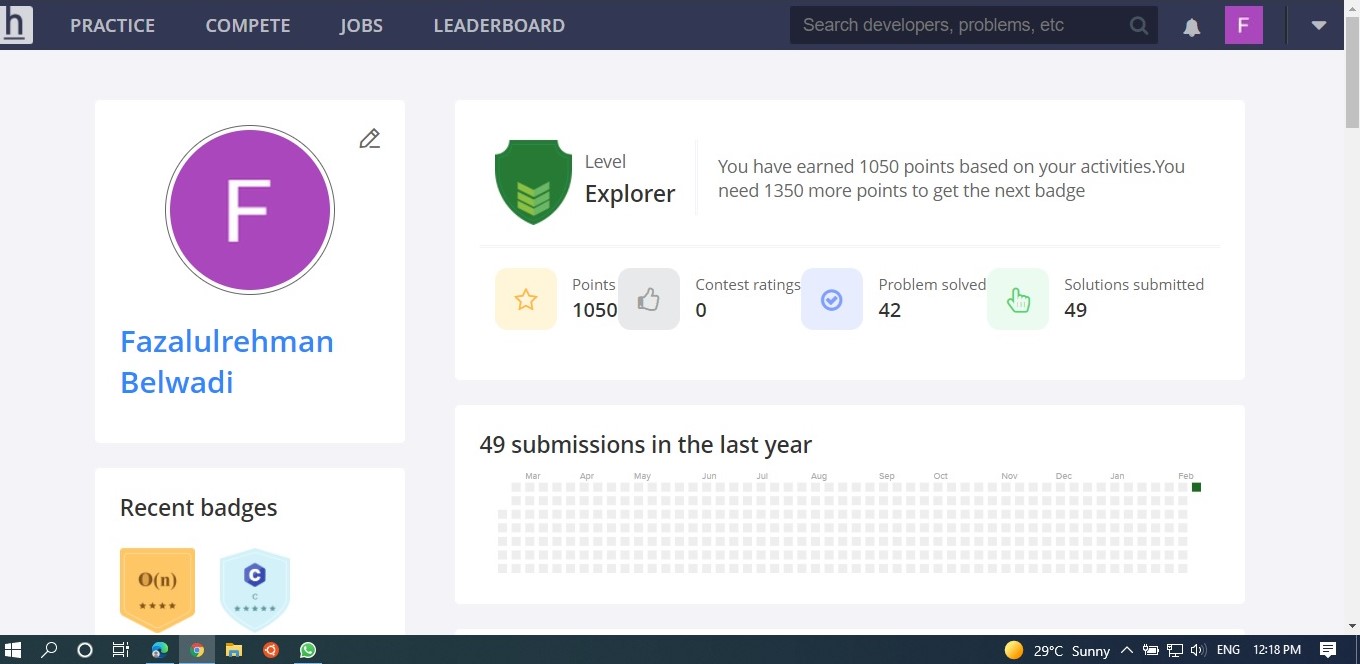 h PRACTICE COMPETE JOBS LEADERBOARD Search developers, problems, etc F
F
Fazalulrehman
Belwadi
Level
Explorer
You have earned 1050 points based on your activities.You
need 1350 more points to get the next badge
Points Contest ratings Problem solved Solutions submitted
1050 0 42 49
49 submissions in the last year
Mar Apr May Jun Jul Aug Sep Oct Nov Dec Jan Feb
Recent badges
O(n) C
C
29°C Sunny ENG 12:18 PM